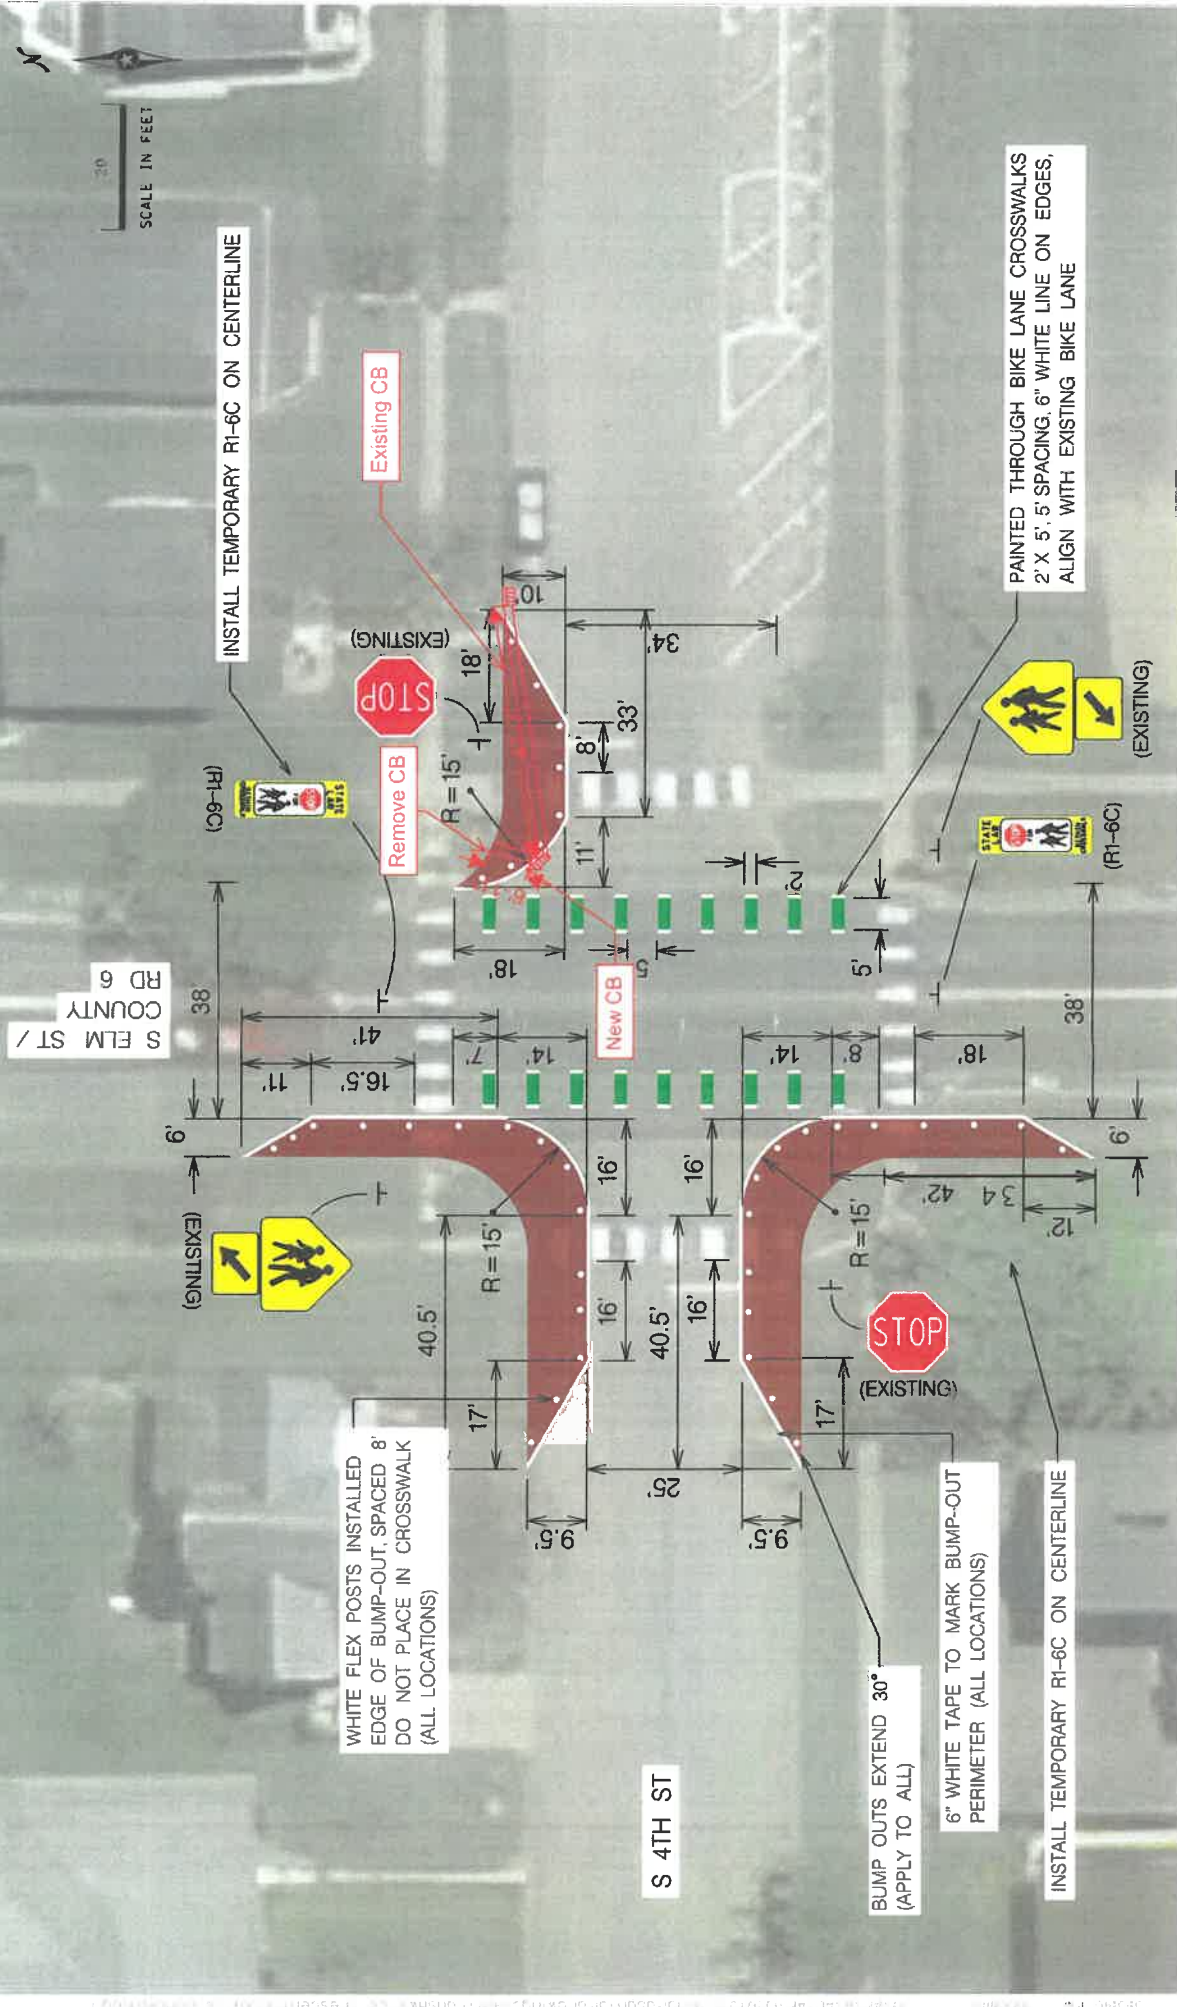 N
20
SCALE IN FEET
INSTALL TEMPORARY R1-6C ON CENTERLINE
Existing CB
(EXISTING)
STOP
(R1-6C)
STATE
LAW
Remove CB
R=15'
18'
10'
34'
33'
8'
11'
2'
PAINTED THROUGH BIKE LANE CROSSWALKS
2' X 5', 5' SPACING, 6" WHITE LINE ON EDGES,
ALIGN WITH EXISTING BIKE LANE
(EXISTING)
STATE
LAW
STOP
(R1-6C)
S ELM ST /
COUNTY
RD 6
38'
41'
11'
16.5'
7'
14'
18'
5'
New CB
5'
14'
8'
18'
38'
6'
16'
16'
6'
(EXISTING)
R=15'
40.5'
16'
17'
40.5'
16'
R=15'
42'
34
12'
STOP
(EXISTING)
17'
25'
9.5'
9.5'
WHITE FLEX POSTS INSTALLED
EDGE OF BUMP-OUT, SPACED 8'
DO NOT PLACE IN CROSSWALK
(ALL LOCATIONS)
S 4TH ST
BUMP OUTS EXTEND 30°
(APPLY TO ALL)
6" WHITE TAPE TO MARK BUMP-OUT
PERIMETER (ALL LOCATIONS)
INSTALL TEMPORARY R1-6C ON CENTERLINE